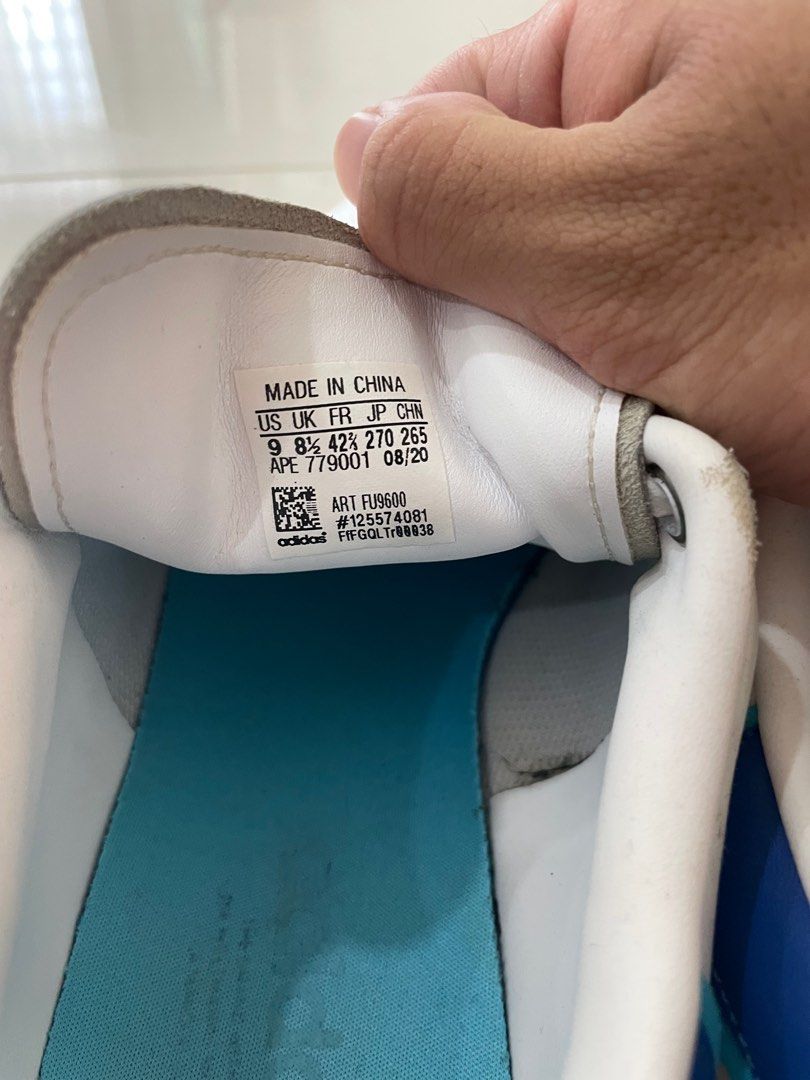 MADE IN CHINA
US UK FR JP CHN
9 8½ 42⅔ 270 265
APE 779001 08/20
ART FU9600
#125574081
adidas